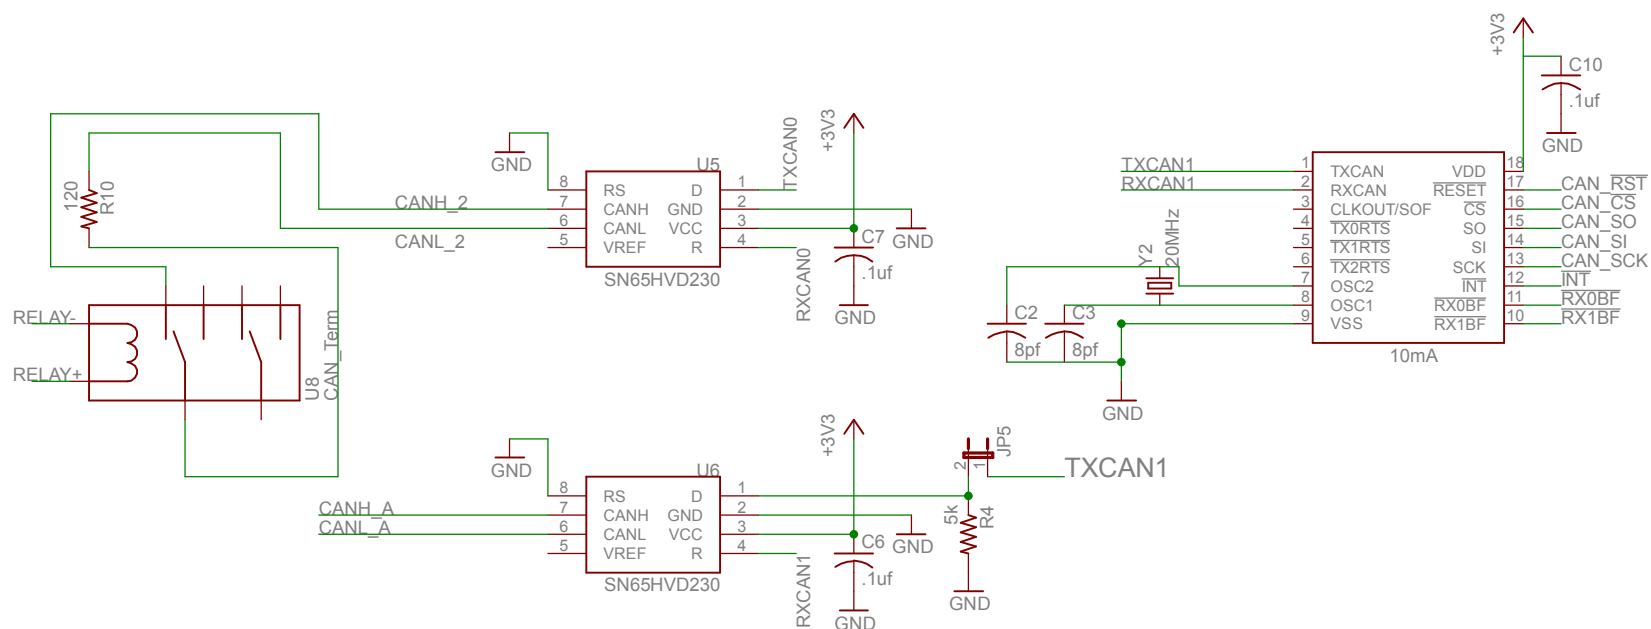 +3V3
C10
.1uf
GND
120
R10
CANH_2
CANL_2
GND
U5
8 RS D 1
7 CANH GND 2
6 CANL VCC 3
5 VREF R 4
SN65HVD230
TXCAN0
RXCAN0
+3V3
C7
.1uf
GND
GND
RELAY-
RELAY+
U8
CAN_Term
TXCAN1
RXCAN1
1 TXCAN VDD 18
2 RXCAN RESET 17
3 CLKOUT/SOF CS 16
4 TX0RTS SO 15
5 TX1RTS SI 14
6 TX2RTS SCK 13
7 OSC2 INT 12
8 OSC1 RX0BF 11
9 VSS RX1BF 10
10mA
CAN_RST
CAN_CS
CAN_SO
CAN_SI
CAN_SCK
INT
RX0BF
RX1BF
Y2
20MHz
C2
8pf
C3
8pf
GND
CANH_A
CANL_A
GND
U6
8 RS D 1
7 CANH GND 2
6 CANL VCC 3
5 VREF R 4
SN65HVD230
RXCAN1
+3V3
C6
.1uf
GND
GND
JP5
2
1
TXCAN1
5k
R4
GND